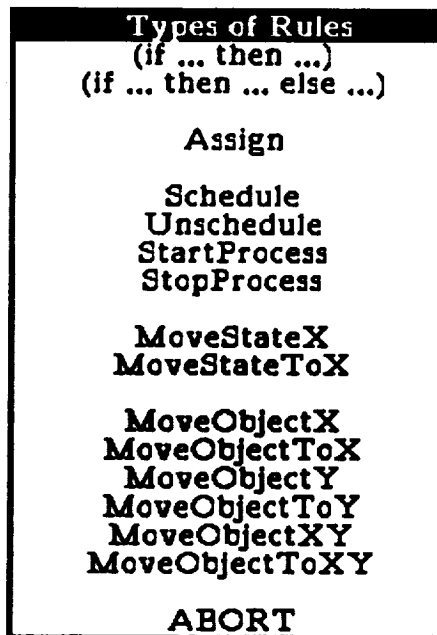 Types of Rules
(if ... then ...)
(if ... then ... else ...)
Assign
Schedule
Unschedule
StartProcess
StopProcess
MoveStateX
MoveStateToX
MoveObjectX
MoveObjectToX
MoveObjectY
MoveObjectToY
MoveObjectXY
MoveObjectToXY
ABORT